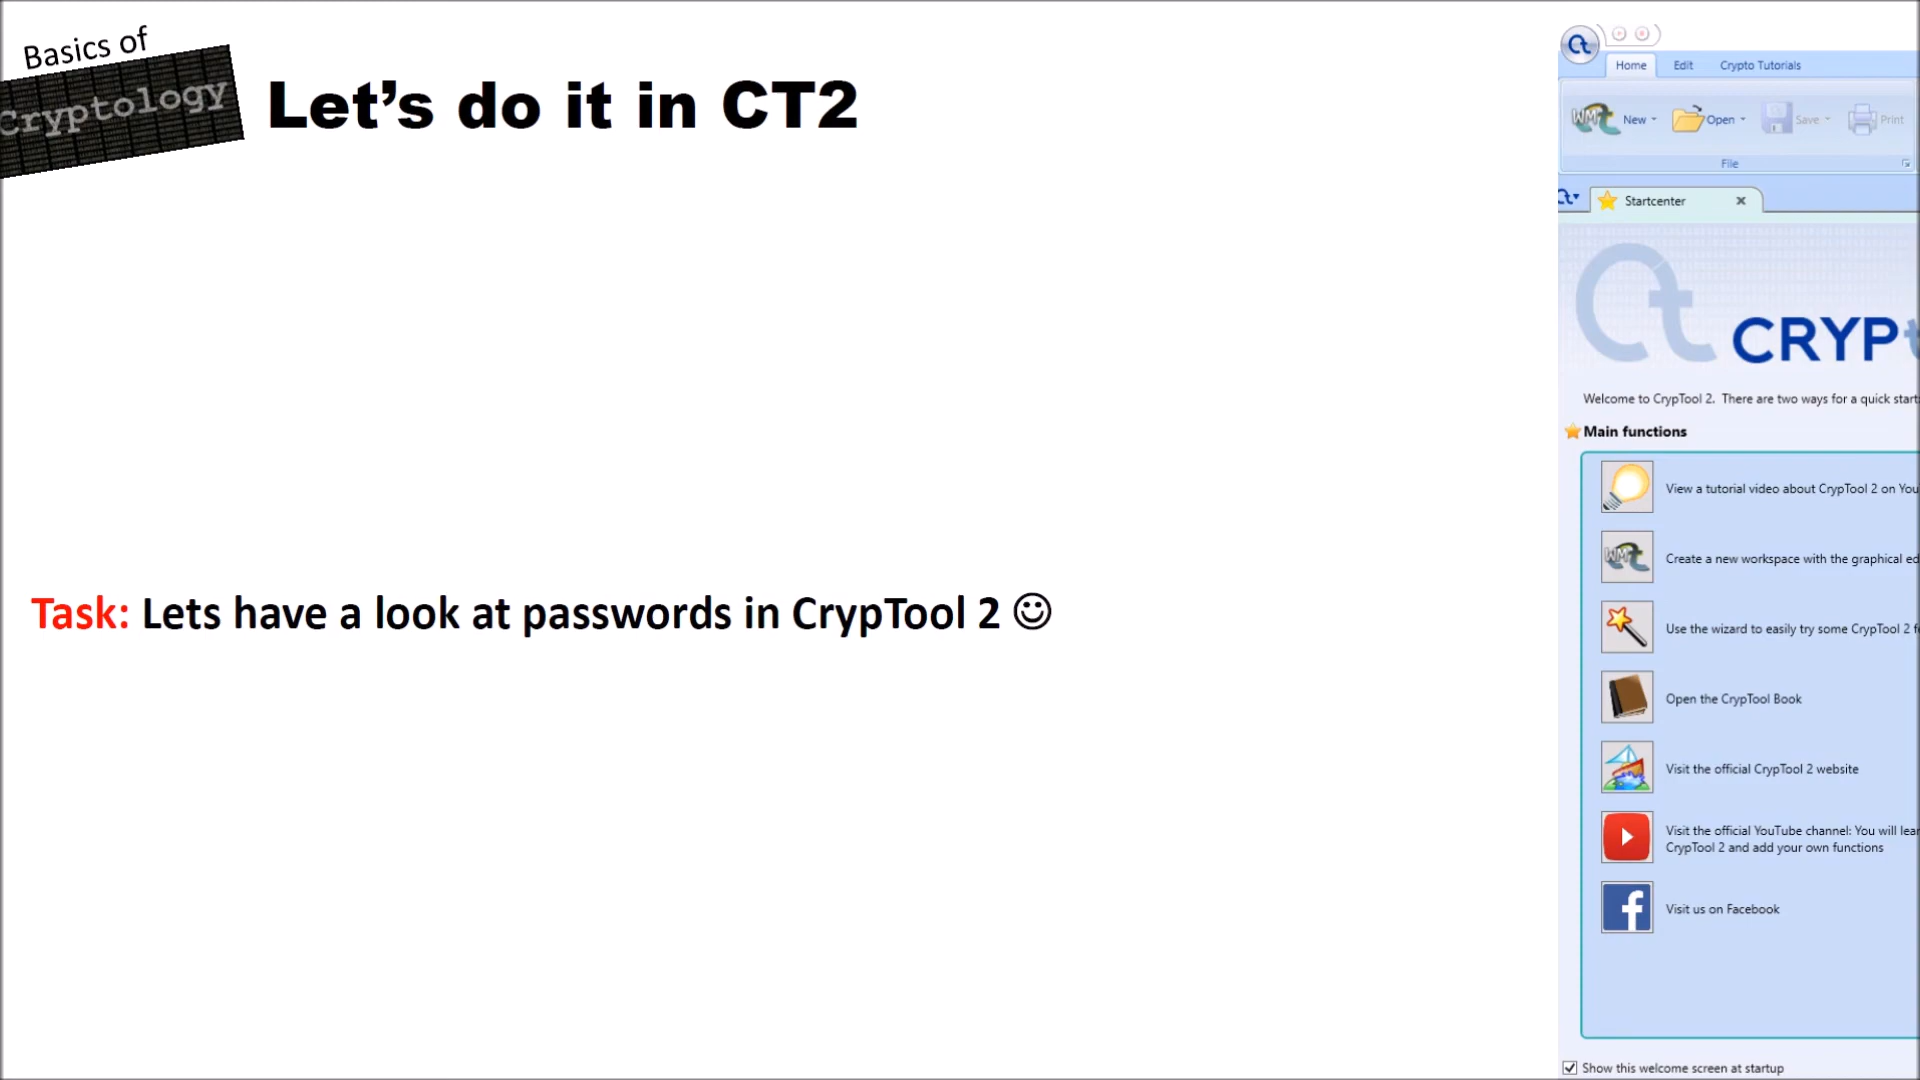 Basics of
Cryptology
Let's do it in CT2
Task: Lets have a look at passwords in CrypTool 2 ☺
Home Edit Crypto Tutorials
New Open Save Print
File
Startcenter
CRYP
Welcome to CrypTool 2. There are two ways for a quick start
Main functions
View a tutorial video about CrypTool 2 on You
Create a new workspace with the graphical ed
Use the wizard to easily try some CrypTool 2 f
Open the CrypTool Book
Visit the official CrypTool 2 website
Visit the official YouTube channel: You will lear
CrypTool 2 and add your own functions
Visit us on Facebook
Show this welcome screen at startup